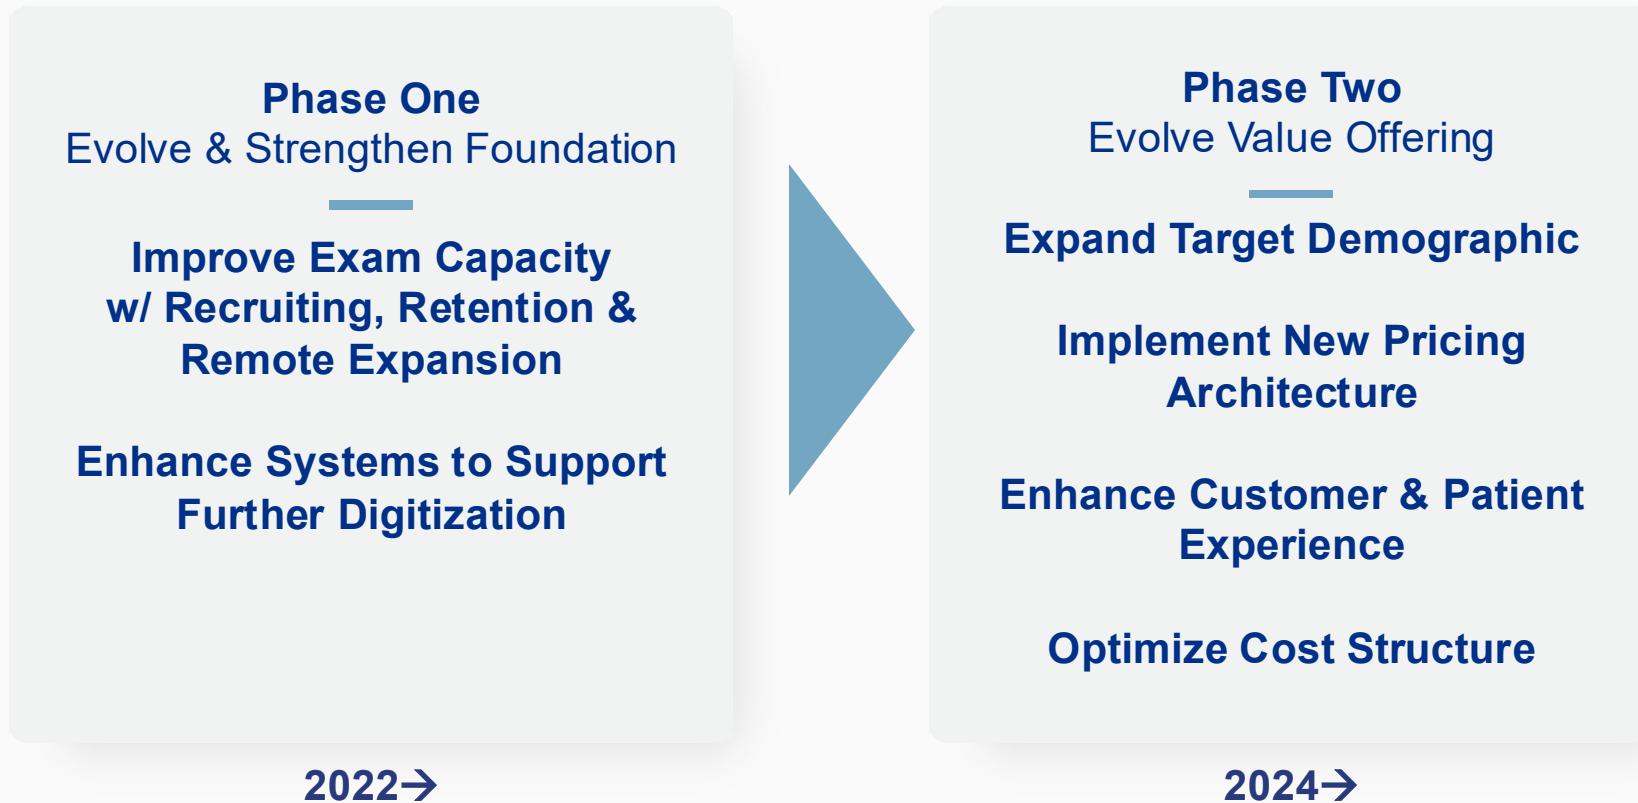 Phase One
Evolve & Strengthen Foundation
Improve Exam Capacity
w/ Recruiting, Retention &
Remote Expansion
Enhance Systems to Support
Further Digitization
2022→
Phase Two
Evolve Value Offering
Expand Target Demographic
Implement New Pricing
Architecture
Enhance Customer & Patient
Experience
Optimize Cost Structure
2024→